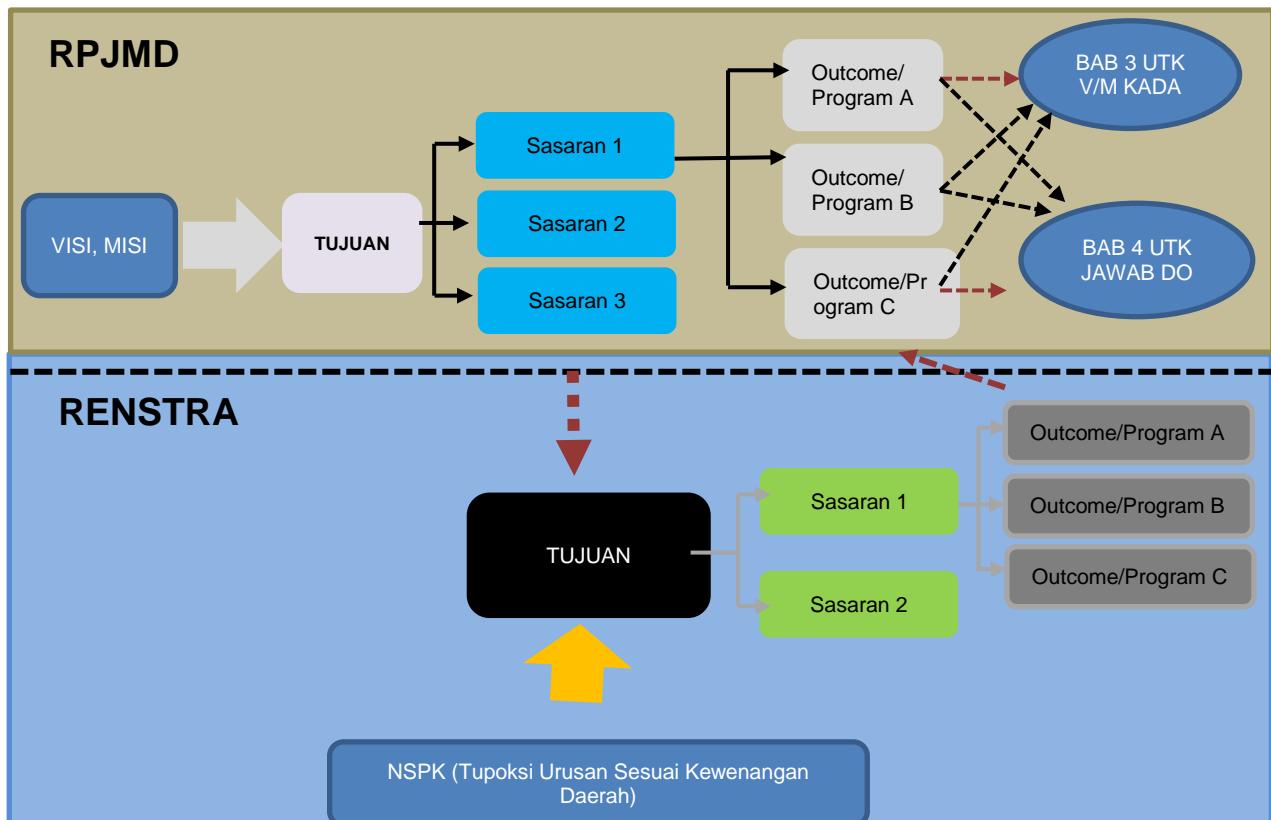 RPJMD
VISI, MISI
TUJUAN
Sasaran 1
Sasaran 2
Sasaran 3
Outcome/
Program A
Outcome/
Program B
Outcome/Pr
ogram C
BAB 3 UTK
V/M KADA
BAB 4 UTK
JAWAB DO
RENSTRA
TUJUAN
Sasaran 1
Sasaran 2
Outcome/Program A
Outcome/Program B
Outcome/Program C
NSPK (Tupoksi Urusan Sesuai Kewenangan
Daerah)